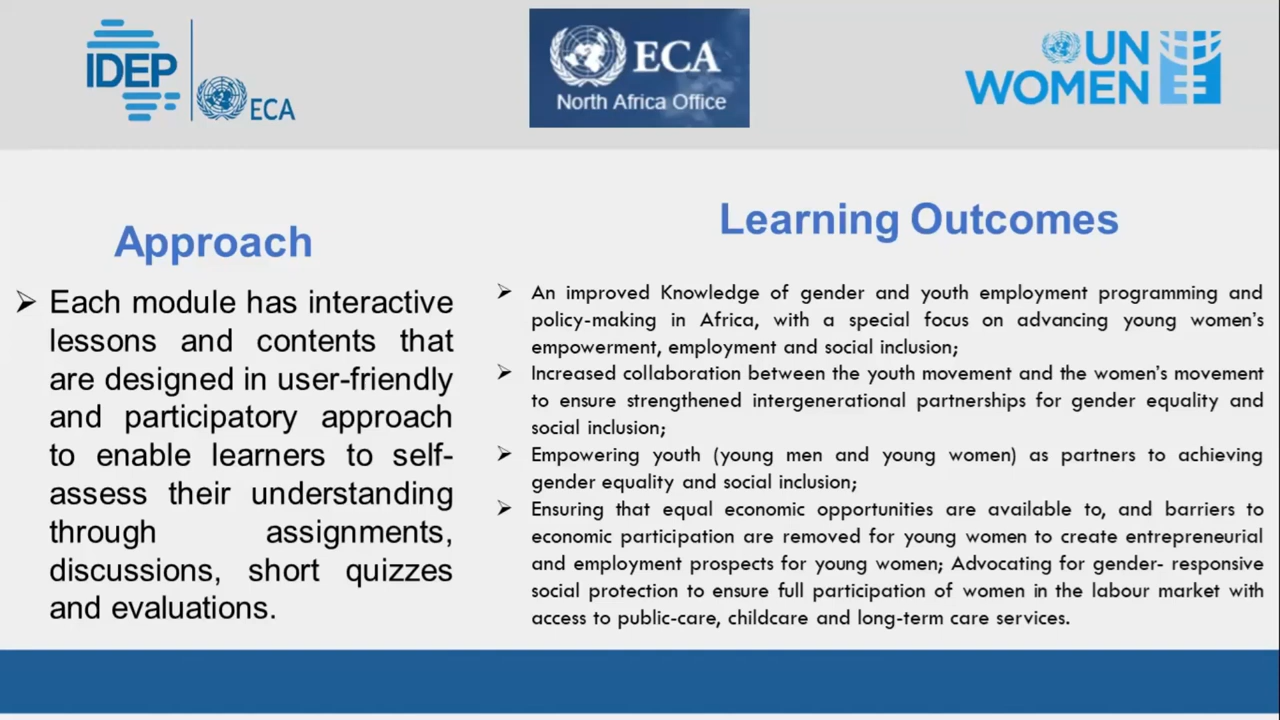 IDEP
ECA
ECA
North Africa Office
UN
WOMEN
Approach
➢ Each module has interactive
lessons and contents that
are designed in user-friendly
and participatory approach
to enable learners to self-
assess their understanding
through assignments,
discussions, short quizzes
and evaluations.
Learning Outcomes
➢ An improved Knowledge of gender and youth employment programming and
policy-making in Africa, with a special focus on advancing young women's
empowerment, employment and social inclusion;
➢ Increased collaboration between the youth movement and the women's movement
to ensure strengthened intergenerational partnerships for gender equality and
social inclusion;
➢ Empowering youth (young men and young women) as partners to achieving
gender equality and social inclusion;
➢ Ensuring that equal economic opportunities are available to, and barriers to
economic participation are removed for young women to create entrepreneurial
and employment prospects for young women; Advocating for gender- responsive
social protection to ensure full participation of women in the labour market with
access to public-care, childcare and long-term care services.